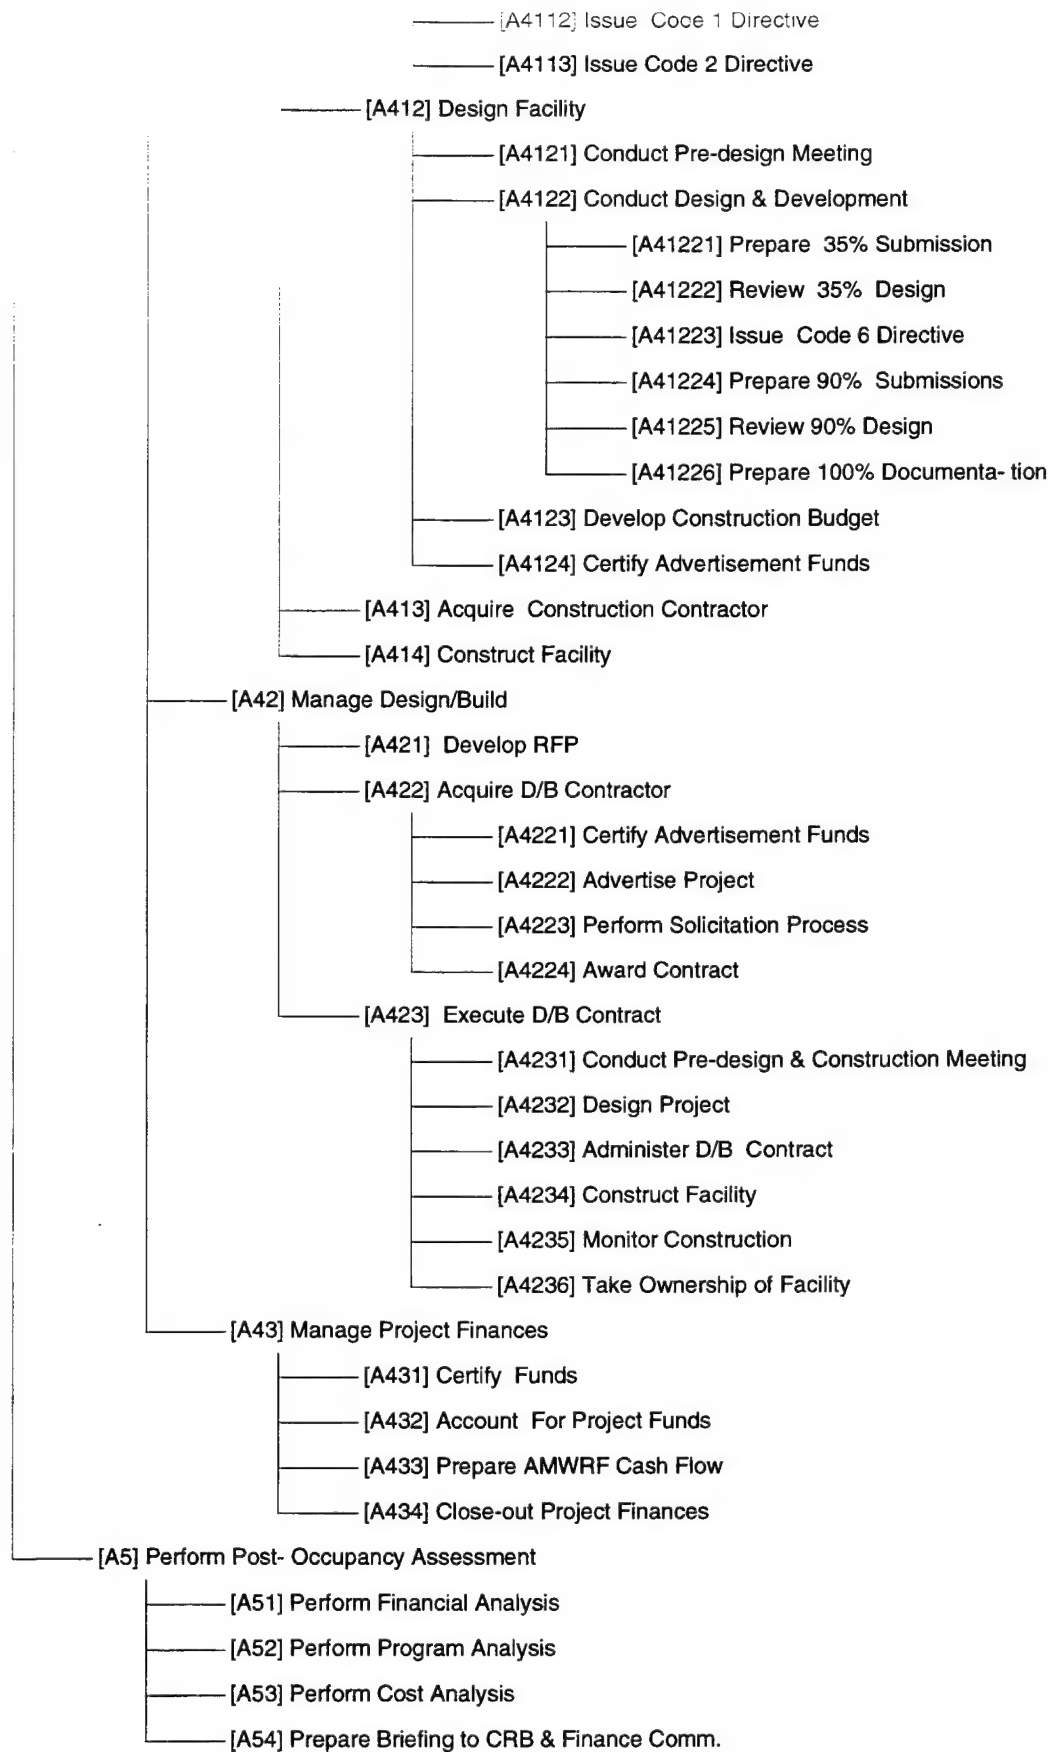 [A4112] Issue Coce 1 Directive
[A4113] Issue Code 2 Directive
[A412] Design Facility
[A4121] Conduct Pre-design Meeting
[A4122] Conduct Design & Development
[A41221] Prepare 35% Submission
[A41222] Review 35% Design
[A41223] Issue Code 6 Directive
[A41224] Prepare 90% Submissions
[A41225] Review 90% Design
[A41226] Prepare 100% Documenta- tion
[A4123] Develop Construction Budget
[A4124] Certify Advertisement Funds
[A413] Acquire Construction Contractor
[A414] Construct Facility
[A42] Manage Design/Build
[A421] Develop RFP
[A422] Acquire D/B Contractor
[A4221] Certify Advertisement Funds
[A4222] Advertise Project
[A4223] Perform Solicitation Process
[A4224] Award Contract
[A423] Execute D/B Contract
[A4231] Conduct Pre-design & Construction Meeting
[A4232] Design Project
[A4233] Administer D/B Contract
[A4234] Construct Facility
[A4235] Monitor Construction
[A4236] Take Ownership of Facility
[A43] Manage Project Finances
[A431] Certify Funds
[A432] Account For Project Funds
[A433] Prepare AMWRF Cash Flow
[A434] Close-out Project Finances
[A5] Perform Post- Occupancy Assessment
[A51] Perform Financial Analysis
[A52] Perform Program Analysis
[A53] Perform Cost Analysis
[A54] Prepare Briefing to CRB & Finance Comm.